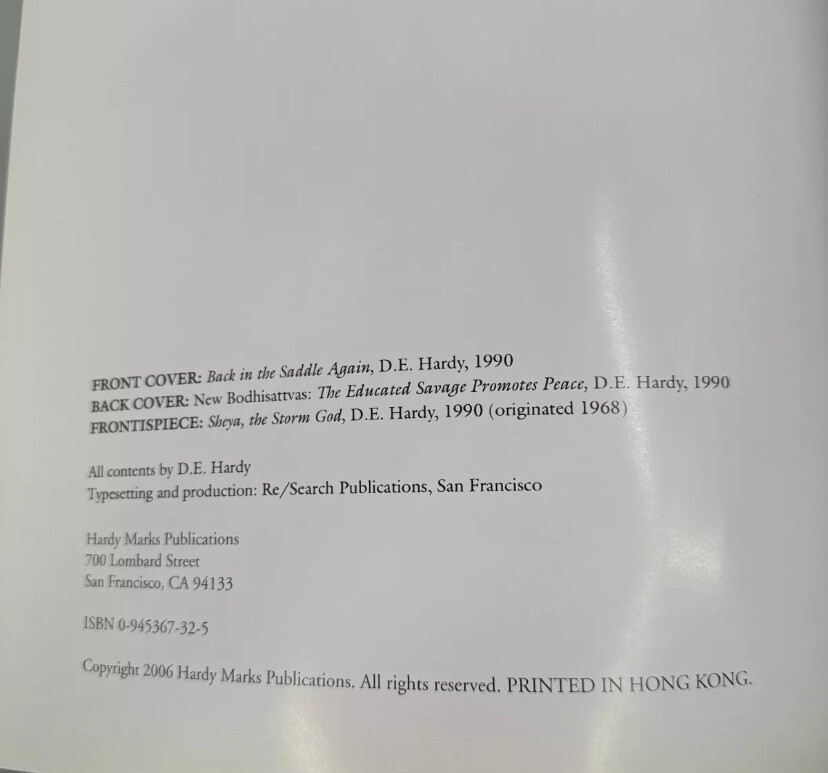 FRONT COVER: Back in the Saddle Again, D.E. Hardy, 1990
BACK COVER: New Bodhisattvas: The Educated Savage Promotes Peace, D.E. Hardy, 1990
FRONTISPIECE: Sheya, the Storm God, D.E. Hardy, 1990 (originated 1968)
All contents by D.E. Hardy
Typesetting and production: Re/Search Publications, San Francisco
Hardy Marks Publications
700 Lombard Street
San Francisco, CA 94133
ISBN 0-945367-32-5
Copyright 2006 Hardy Marks Publications. All rights reserved. PRINTED IN HONG KONG.